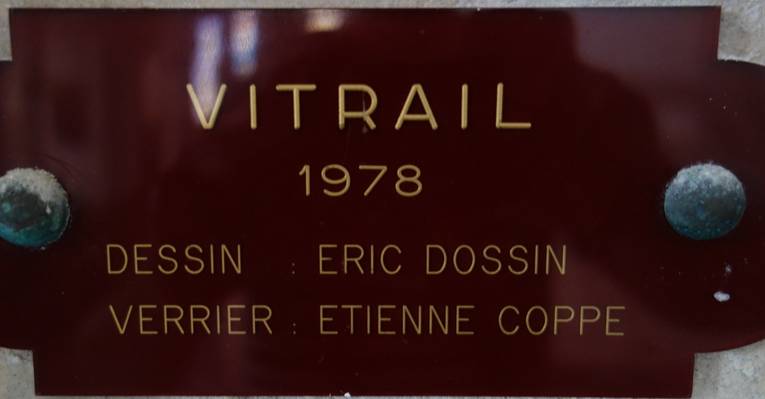 VITRAIL
1978
DESSIN : ERIC DOSSIN
VERRIER : ETIENNE COPPE